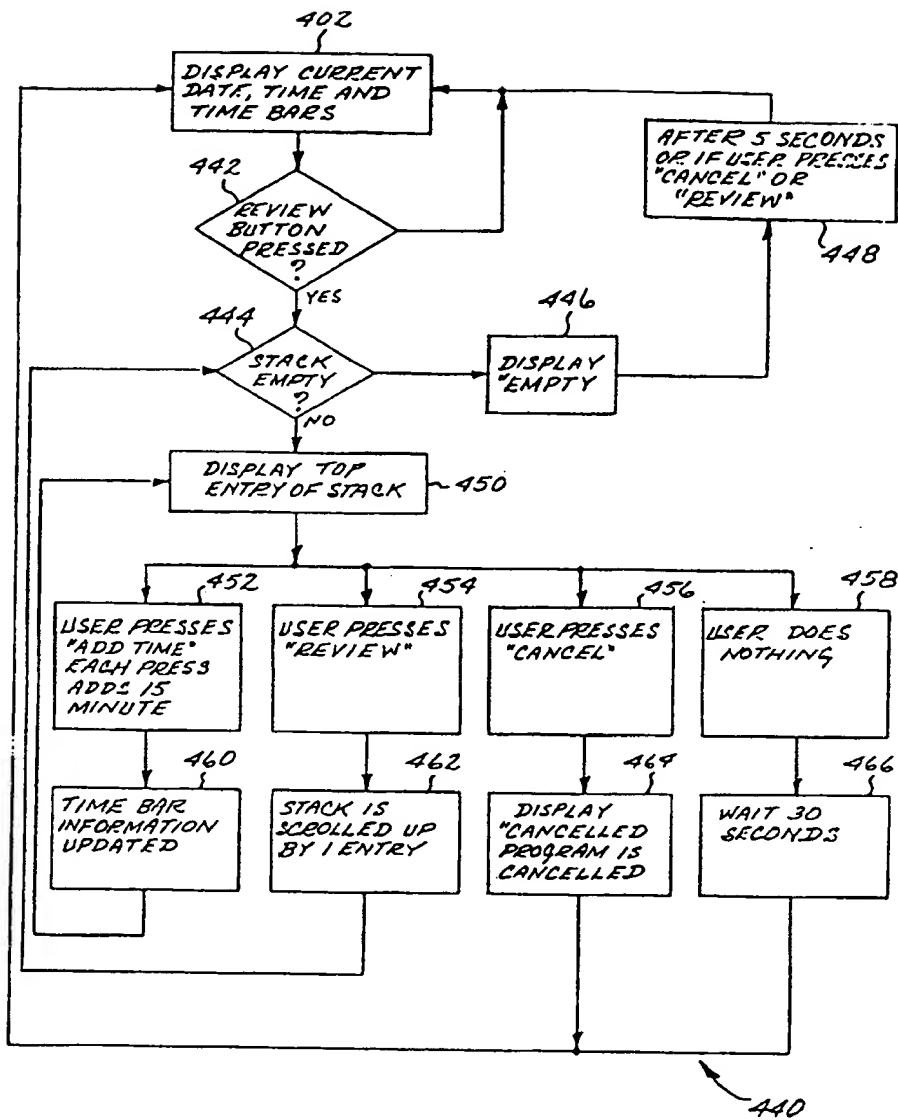 402
DISPLAY CURRENT
DATE, TIME AND
TIME BARS
442
REVIEW
BUTTON
PRESSED
?
YES
AFTER 5 SECONDS
OR IF USER PRESSES
"CANCEL" OR
"REVIEW"
448
444
STACK
EMPTY
?
NO
446
DISPLAY
"EMPTY
DISPLAY TOP
ENTRY OF STACK
450
452
USER PRESSES
"ADD TIME"
EACH PRESS
ADDS 15
MINUTE
454
USER PRESSES
"REVIEW"
456
USER PRESSES
"CANCEL"
458
USER DOES
NOTHING
460
TIME BAR
INFORMATION
UPDATED
462
STACK IS
SCROLLED UP
BY 1 ENTRY
464
DISPLAY
"CANCELLED
PROGRAM IS
CANCELLED
466
WAIT 30
SECONDS
440